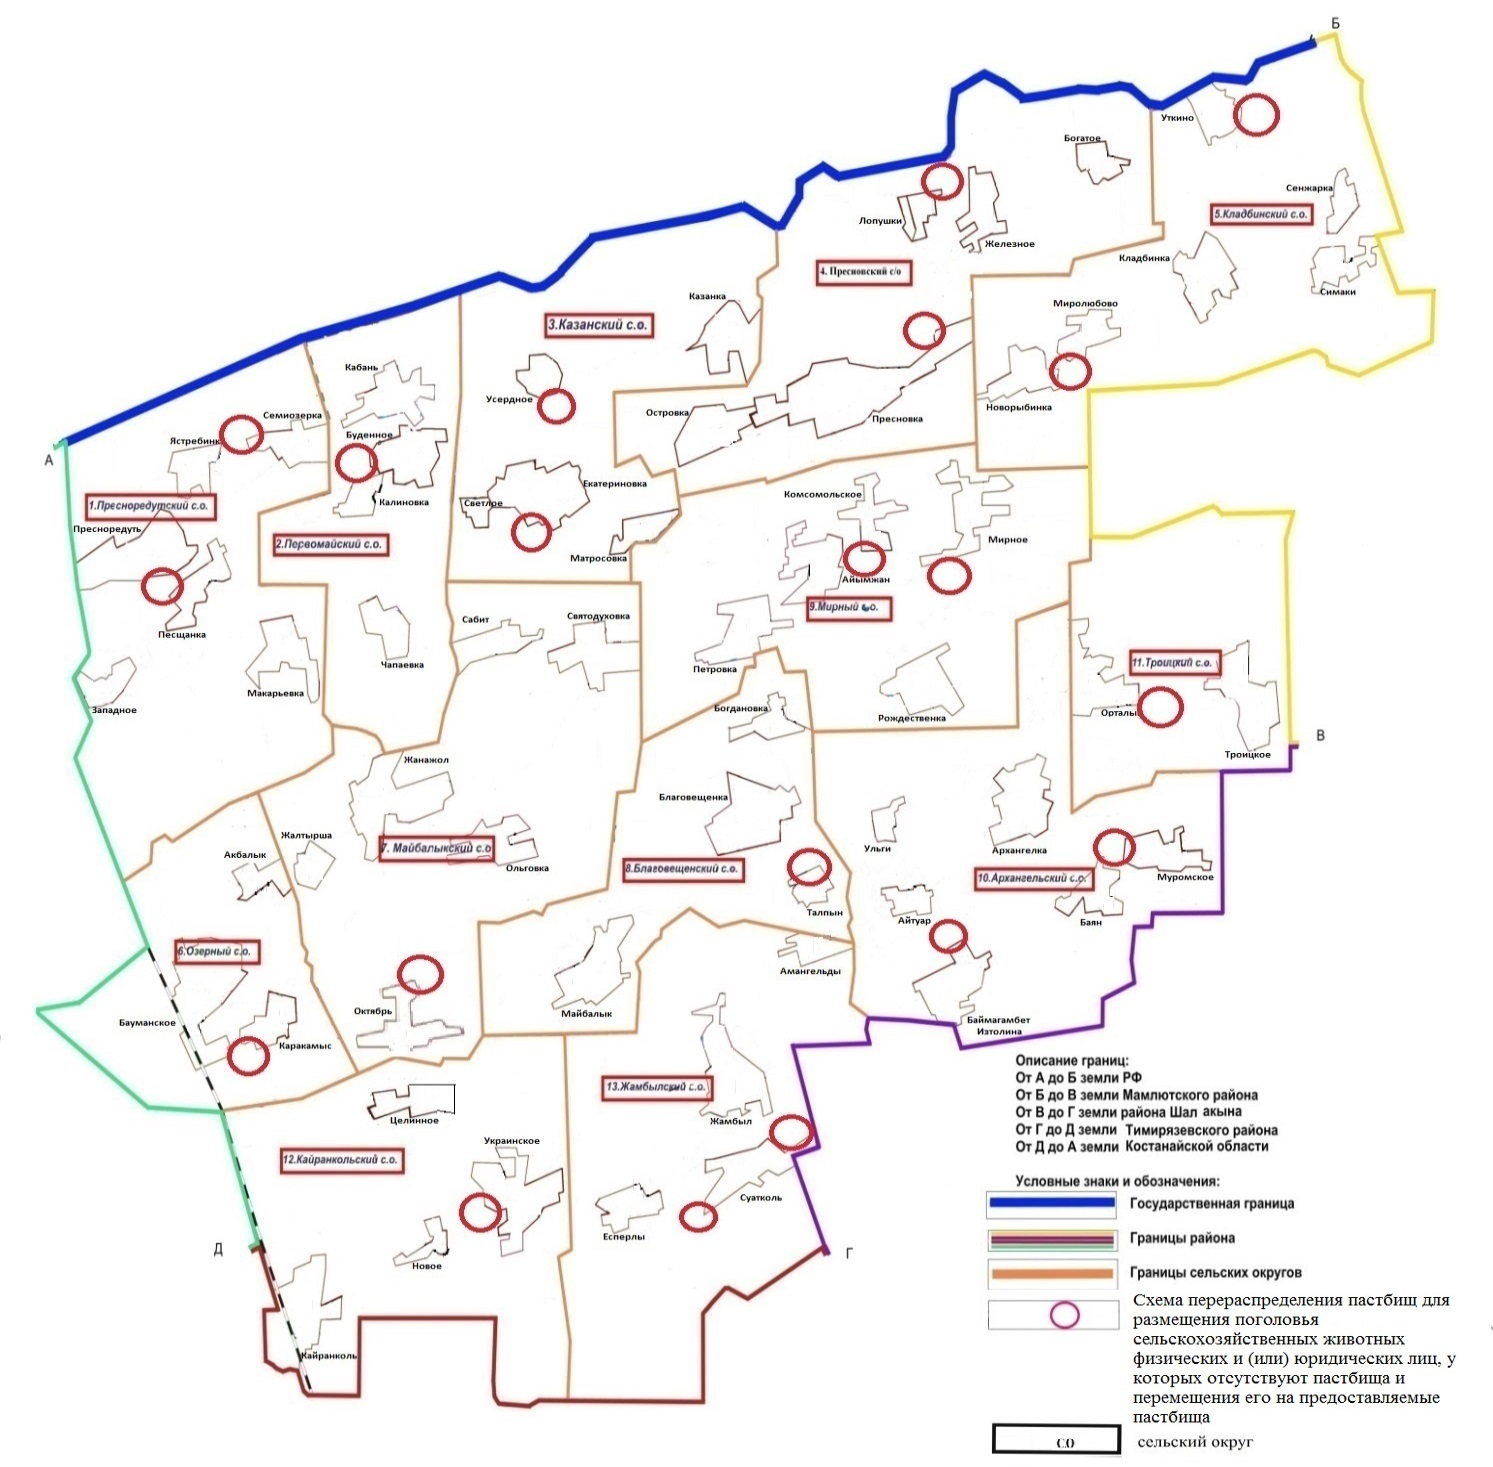 Б
Уткино
Богатое
Сенжарка
5.Кладбинский с.о.
Лопушки
Железное
Кладбинка
4. Пресновский с/о
Симаки
Казанка
Миролюбово
3.Казанский с.о.
Кабань
Усердное
Новорыбинка
Островка
Пресновка
Семиозерка
Ястребинка
Буденное
А
Екатериновка
Комсомольское
Светлое
Калиновка
1.Пресноредутский с.о.
Пресноредуть
2.Первомайский с.о.
Мирное
Матросовка
Айымжан
9.Мирный с.о.
Сабит
Святодуховка
Песщанка
Чапаевка
Петровка
11.Троицкий с.о.
Макарьевка
Западное
Богдановка
Рождественка
Орталык
В
Троицкое
Жанажол
Благовещенка
Жалтырша
7. Майбалыкский с.о
Ульги
Архангелка
Акбалык
Ольговка
8.Благовещенский с.о.
10.Архангельский с.о.
Муромское
Талпын
Айтуар
Баян
6.Озерный с.о.
Амангельды
Октябрь
Майбалык
Бауманское
Каракамыс
Баймагамбет
Изтолина
Описание границ:
От А до Б земли РФ
От Б до В земли Мамлютского района
От В до Г земли района Шал акына
От Г до Д земли Тимирязевского района
От Д до А земли Костанайской области
13.Жамбылский с.о.
Целинное
Жамбыл
Украинское
12.Кайранкольский с.о.
Суатколь
Есперлы
Новое
Д
Г
Кайранколь
Условные знаки и обозначения:
Государственная граница
Границы района
Границы сельских округов
Схема перераспределения пастбищ для
размещения поголовья
сельскохозяйственных животных
физических и (или) юридических лиц, у
которых отсутствуют пастбища и
перемещения его на предоставляемые
пастбища
со
сельский округ